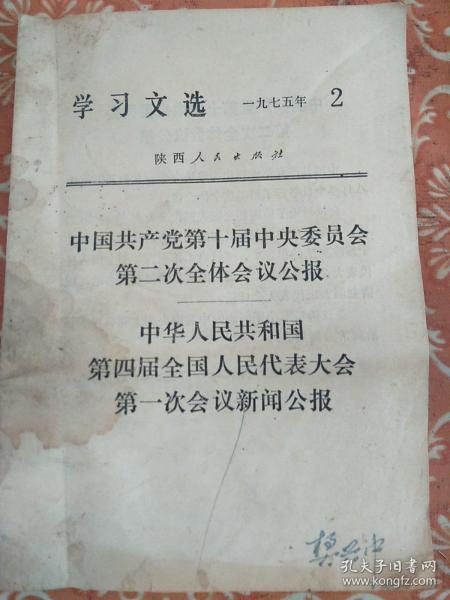 学习文选 一九七五年 2
陕西人民出版社
中国共产党第十届中央委员会
第二次全体会议公报
中华人民共和国
第四届全国人民代表大会
第一次会议新闻公报
孔夫子旧书网
www.kongfz.com